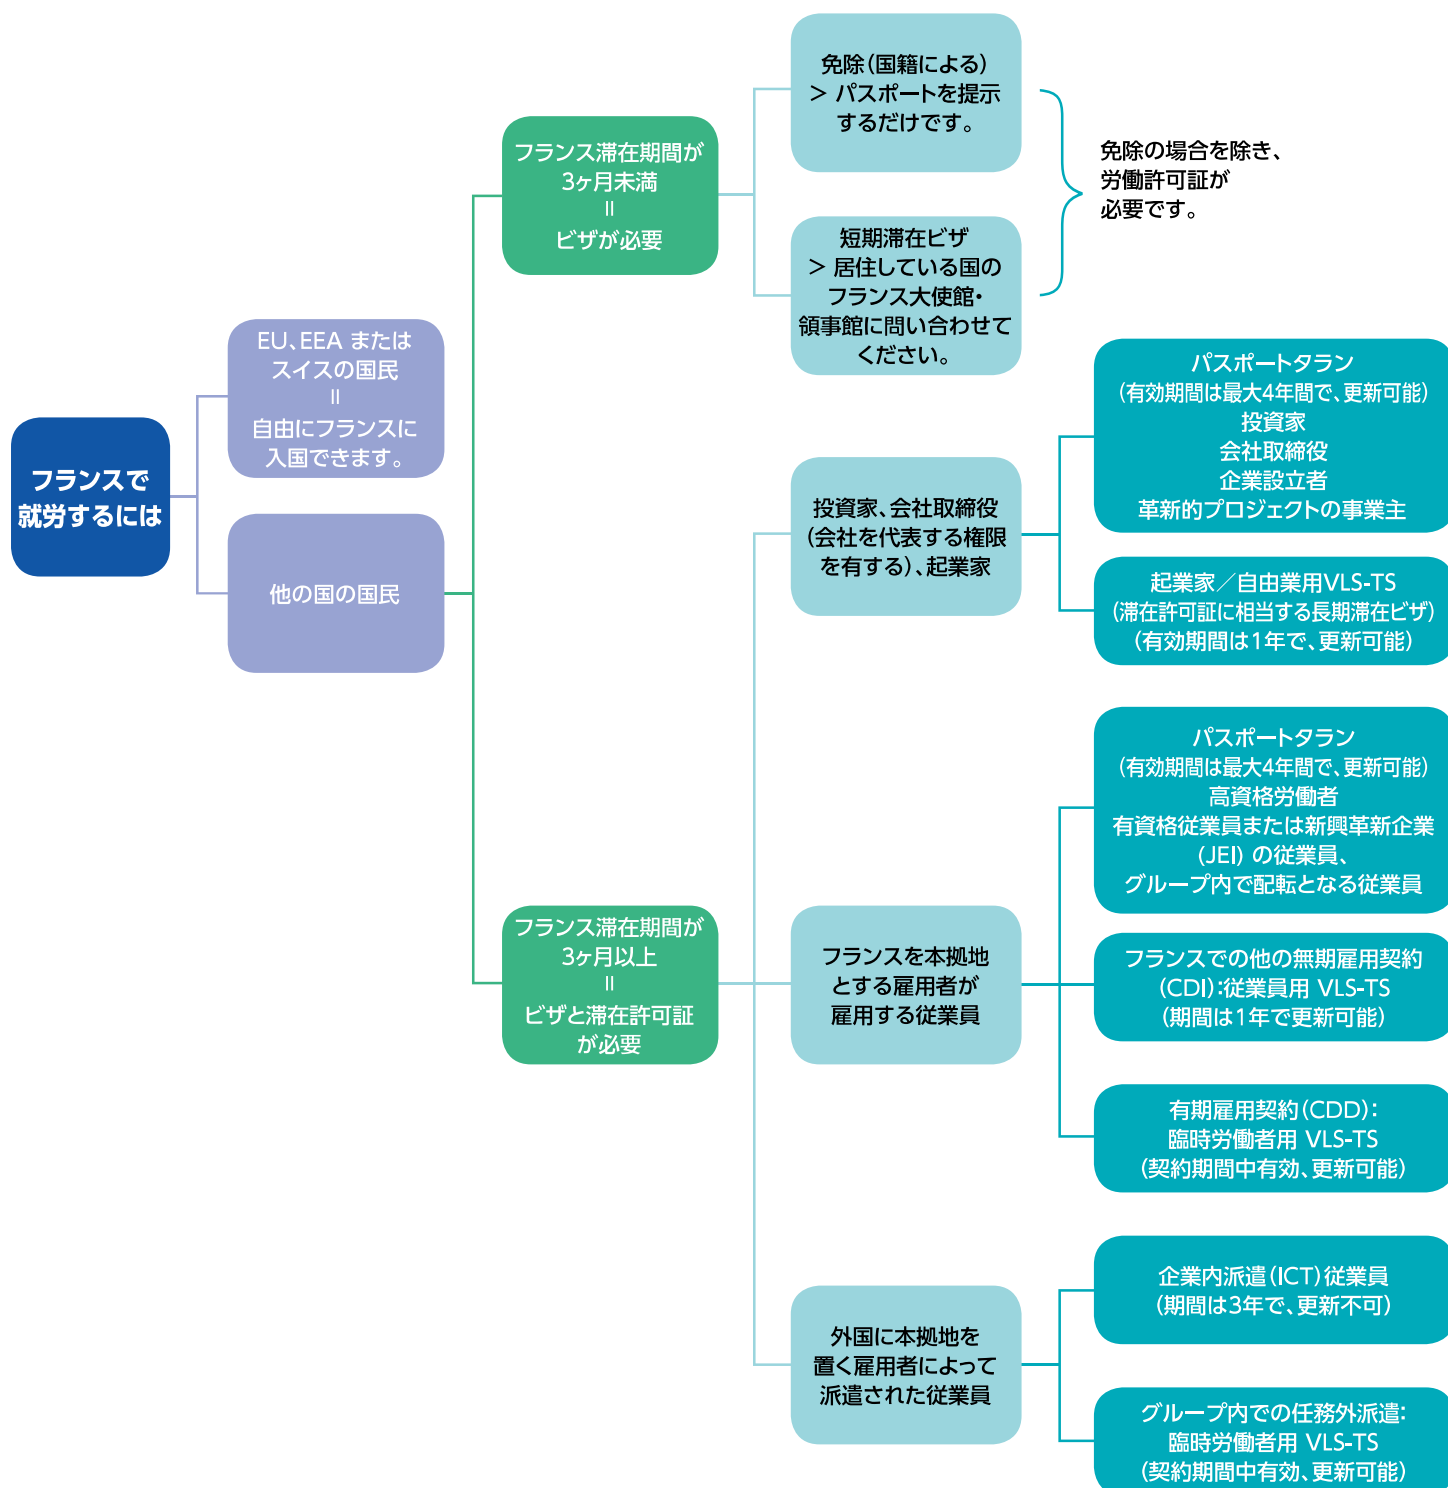 フランスで
就労するには
EU、EEA または
スイスの国民
=
自由にフランスに
入国できます。
他の国の国民
フランス滞在期間が
3ヶ月未満
=
ビザが必要
フランス滞在期間が
3ヶ月以上
=
ビザと滞在許可証
が必要
免除（国籍による）
> パスポートを提示
するだけです。
短期滞在ビザ
> 居住している国の
フランス大使館・
領事館に問い合わせて
ください。
免除の場合を除き、
労働許可証が
必要です。
投資家、会社取締役
（会社を代表する権限
を有する）、起業家
パスポートタラン
（有効期間は最大4年間で、更新可能）
投資家
会社取締役
企業設立者
革新的プロジェクトの事業主
起業家／自由業用VLS-TS
（滞在許可証に相当する長期滞在ビザ）
（有効期間は1年で、更新可能）
フランスを本拠地
とする雇用者が
雇用する従業員
パスポートタラン
（有効期間は最大4年間で、更新可能）
高資格労働者
有資格従業員または新興革新企業
（JEI）の従業員、
グループ内で配転となる従業員
フランスでの他の無期雇用契約
（CDI）：従業員用 VLS-TS
（期間は1年で更新可能）
有期雇用契約（CDD）：
臨時労働者用 VLS-TS
（契約期間中有効、更新可能）
外国に本拠地を
置く雇用者によって
派遣された従業員
企業内派遣（ICT）従業員
（期間は3年で、更新不可）
グループ内での任務外派遣：
臨時労働者用 VLS-TS
（契約期間中有効、更新可能）